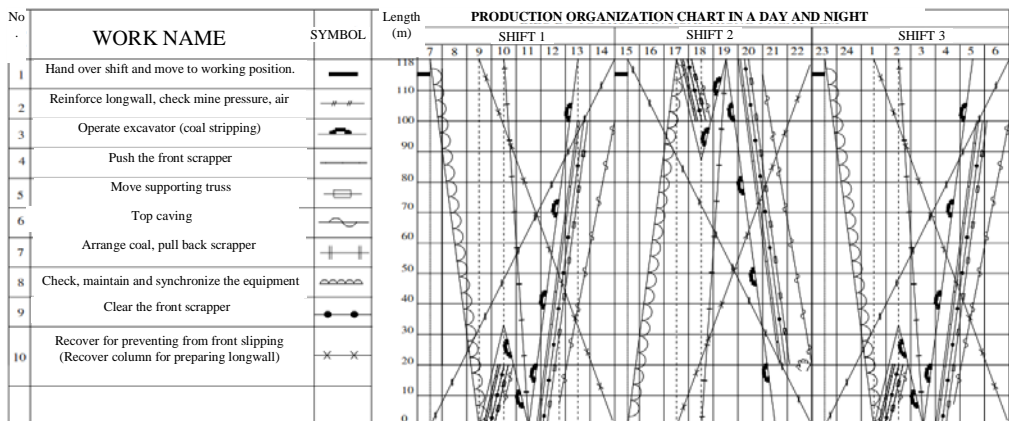 No
.
WORK NAME
SYMBOL
Length
(m)
PRODUCTION ORGANIZATION CHART IN A DAY AND NIGHT
SHIFT 1
SHIFT 2
SHIFT 3
7 8 9 10 11 12 13 14 15 16 17 18 19 20 21 22 23 24 1 2 3 4 5 6
1 Hand over shift and move to working position.
2 Reinforce longwall, check mine pressure, air
3 Operate excavator (coal stripping)
4 Push the front scrapper
5 Move supporting truss
6 Top caving
7 Arrange coal, pull back scrapper
8 Check, maintain and synchronize the equipment
9 Clear the front scrapper
10 Recover for preventing from front slipping
(Recover column for preparing longwall)
118
110
100
90
80
70
60
50
40
30
20
10
0